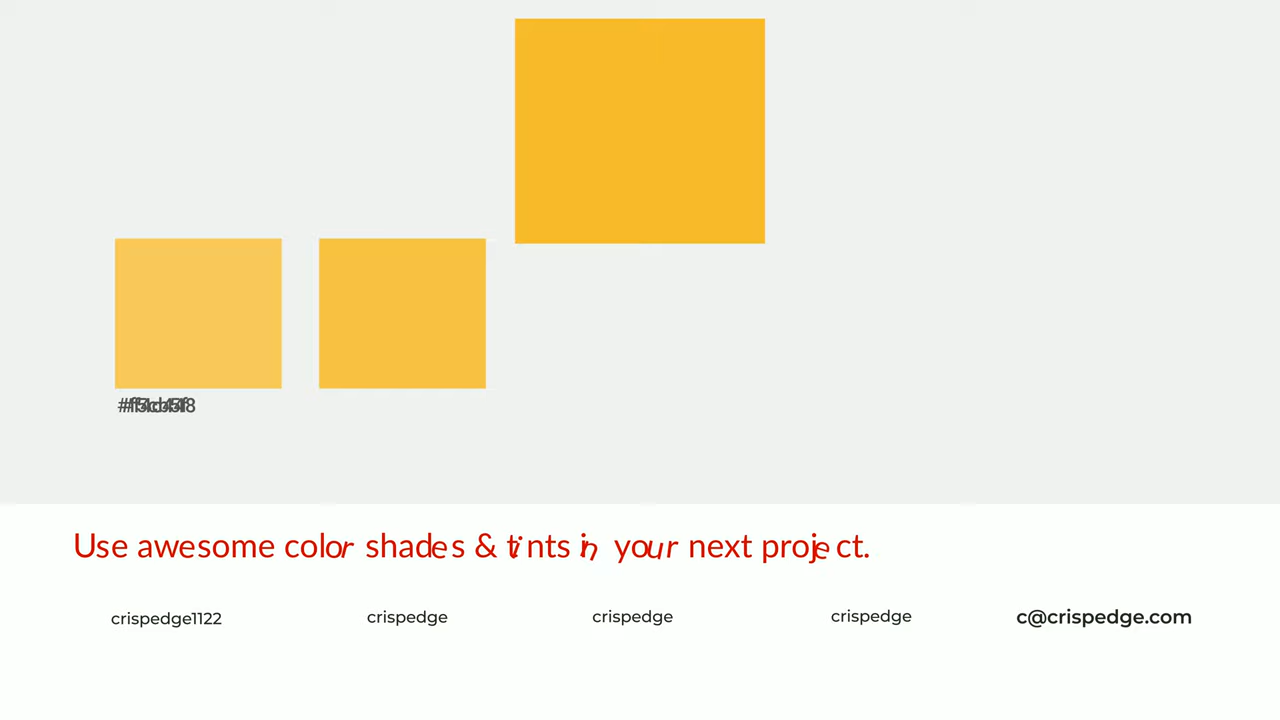 Use awesome color shades & tints in your next project.
crispedge1122 crispedge crispedge crispedge c@crispedge.com